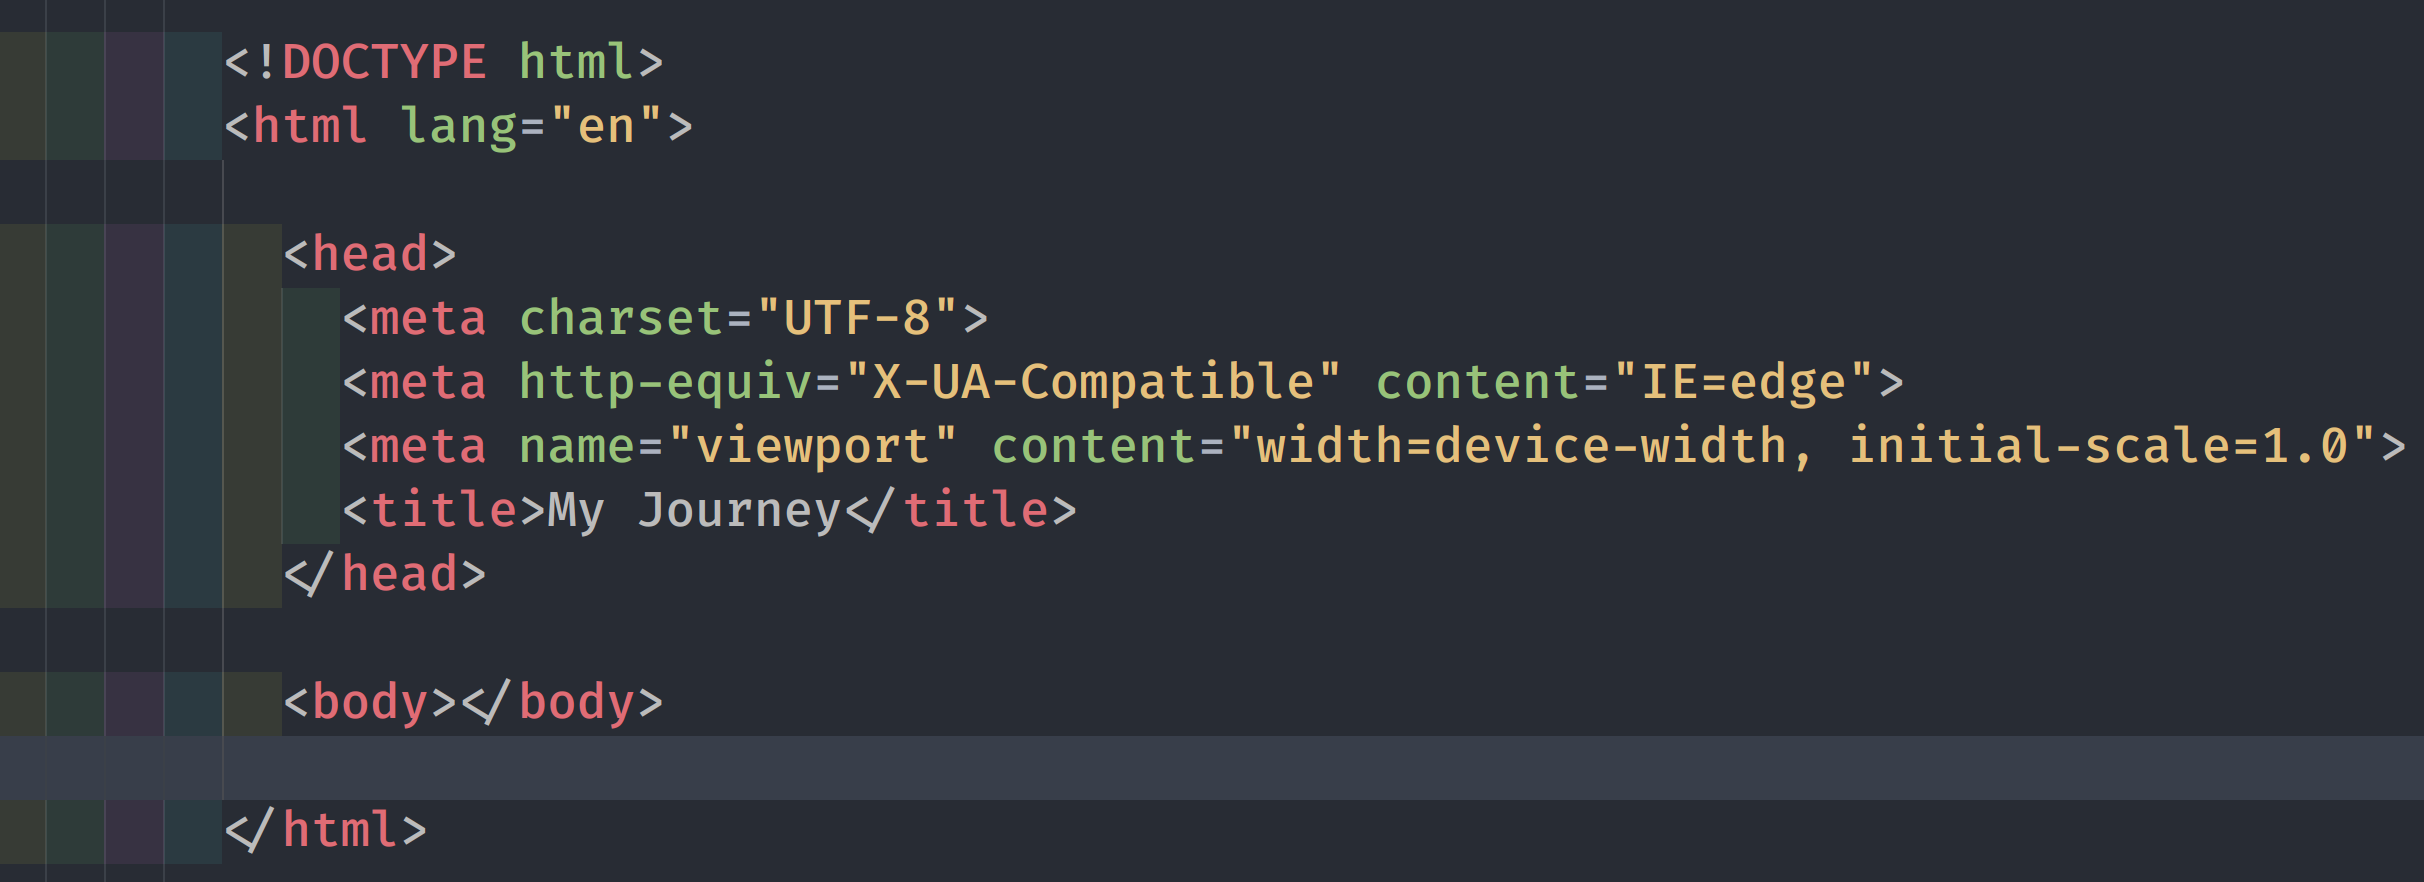 <!DOCTYPE html>
<html lang="en">
<head>
<meta charset="UTF-8">
<meta http-equiv="X-UA-Compatible" content="IE=edge">
<meta name="viewport" content="width=device-width, initial-scale=1.0">
<title>My Journey</title>
</head>
<body></body>
</html>